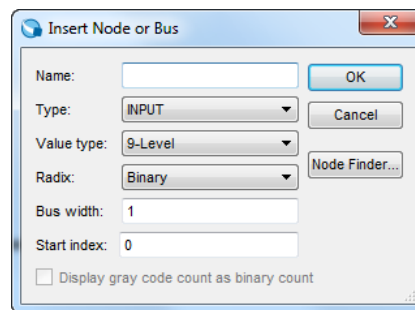 Insert Node or Bus
Name:
OK
Type: INPUT
Cancel
Value type: 9-Level
Radix: Binary
Node Finder...
Bus width: 1
Start index: 0
Display gray code count as binary count